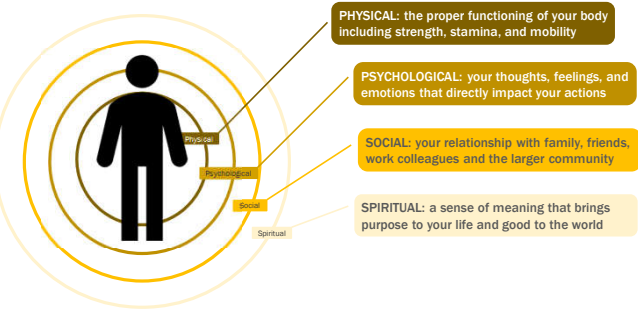 PHYSICAL: the proper functioning of your body
including strength, stamina, and mobility
PSYCHOLOGICAL: your thoughts, feelings, and
emotions that directly impact your actions
SOCIAL: your relationship with family, friends,
work colleagues and the larger community
SPIRITUAL: a sense of meaning that brings
purpose to your life and good to the world
Physical
Psychological
Social
Spiritual